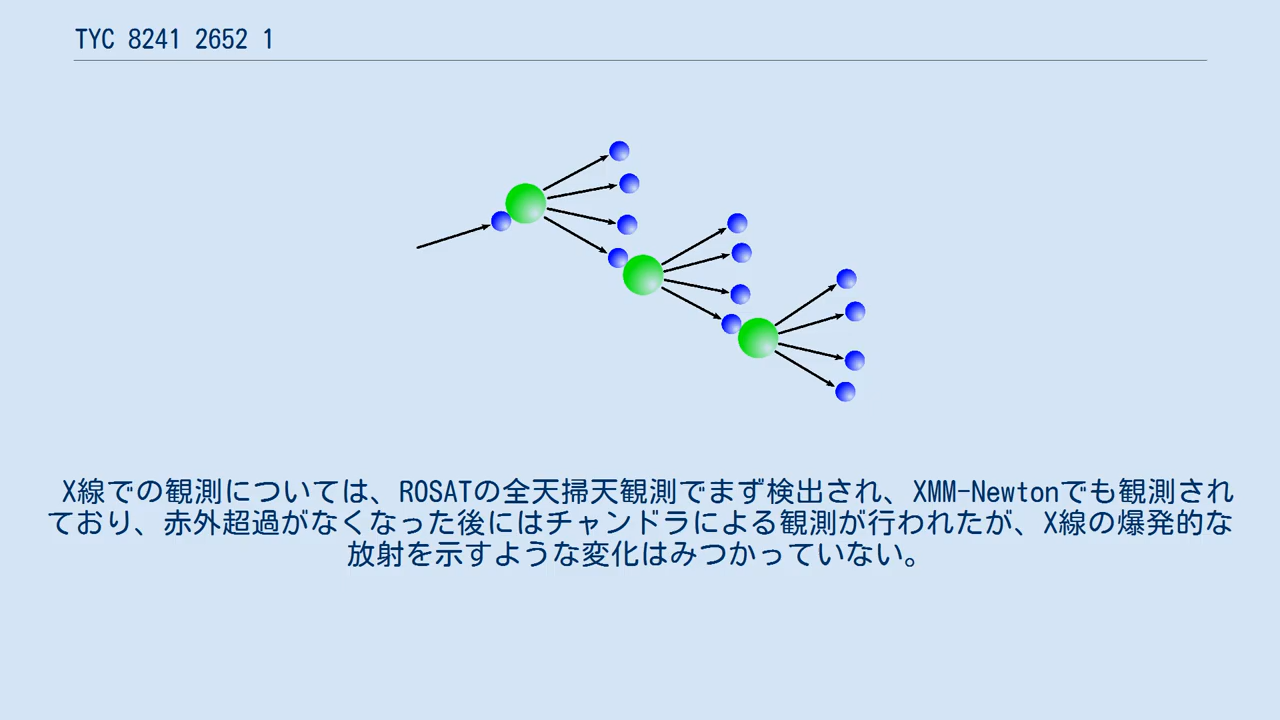 TYC 8241 2652 1
X線での観測については、ROSATの全天掃天観測でまず検出され、XMM-Newtonでも観測され
ており、赤外超過がなくなった後にはチャンドラによる観測が行われたが、X線の爆発的な
放射を示すような変化はみつかっていない。